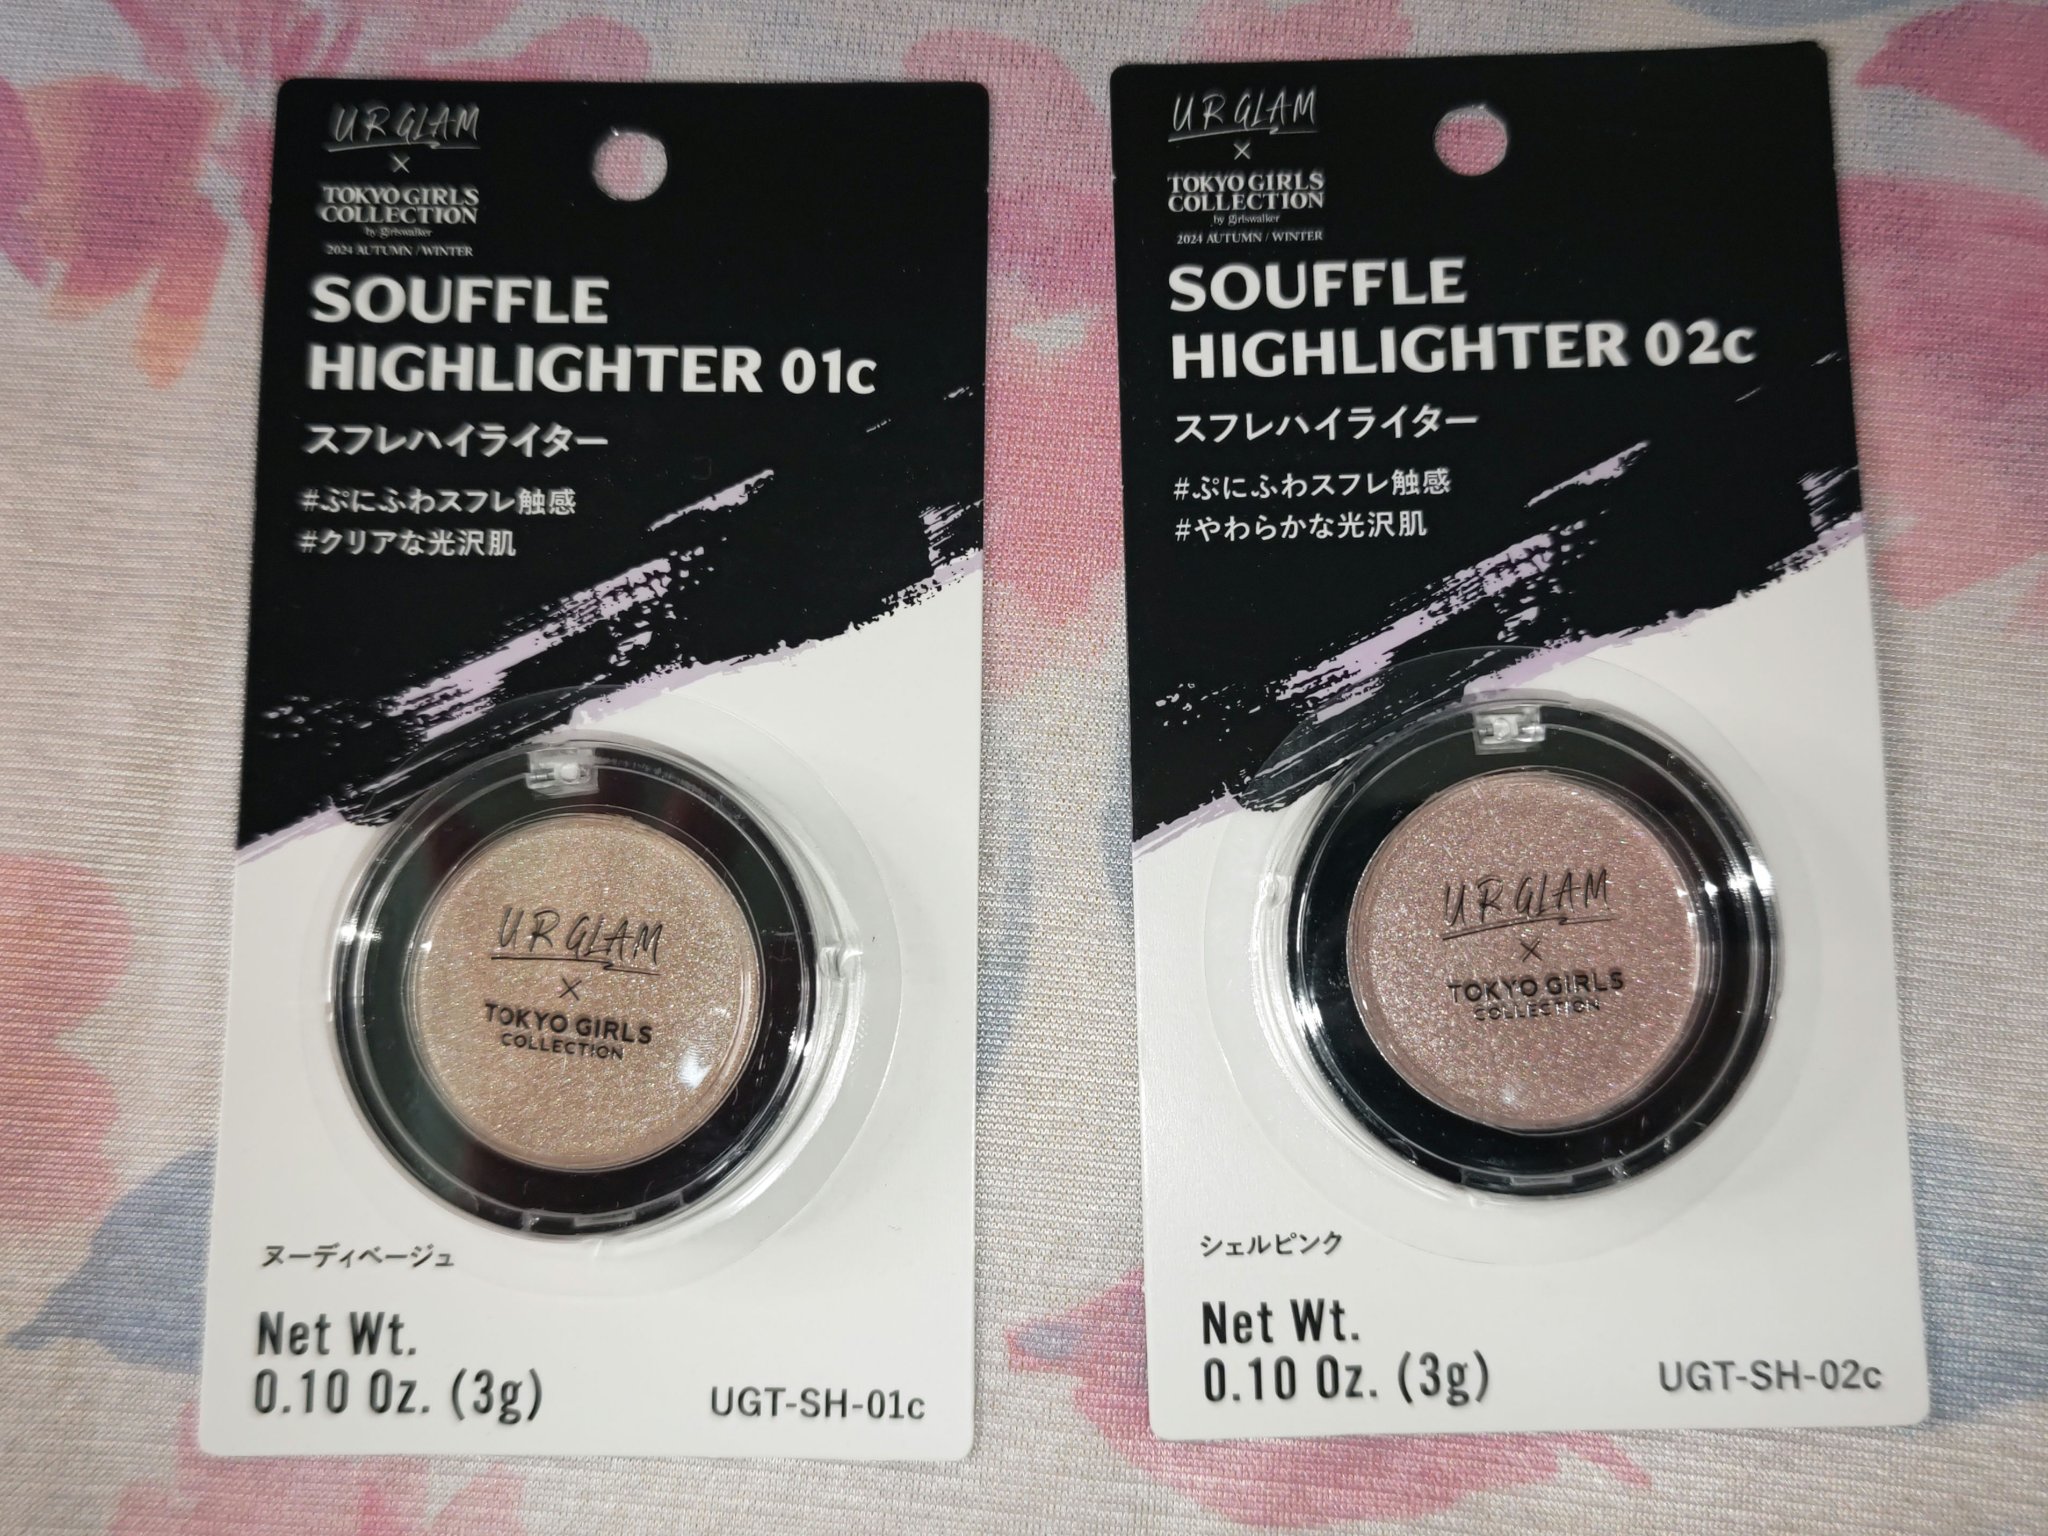 UR GLAM
×
TOKYO GIRLS
COLLECTION
by girlswalker
2024 AUTUMN / WINTER
SOUFFLE
HIGHLIGHTER 01c
スフレハイライター
#ぷにふわスフレ触感
#クリアな光沢肌
UR GLAM
×
TOKYO GIRLS
COLLECTION
ヌーディベージュ
Net Wt.
0.10 Oz. (3g)
UGT-SH-01c
UR GLAM
×
TOKYO GIRLS
COLLECTION
by girlswalker
2024 AUTUMN / WINTER
SOUFFLE
HIGHLIGHTER 02c
スフレハイライター
#ぷにふわスフレ触感
#やわらかな光沢肌
UR GLAM
×
TOKYO GIRLS
COLLECTION
シェルピンク
Net Wt.
0.10 Oz. (3g)
UGT-SH-02c